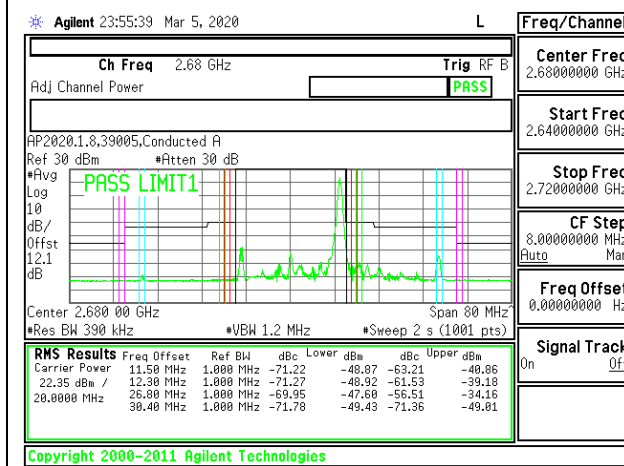 Agilent 23:55:39 Mar 5, 2020 L
Freq/Channel
Ch Freq 2.68 GHz Trig RF B
Adj Channel Power PASS
Center Freq
2.68000000 GHz
Start Freq
2.64000000 GHz
Stop Freq
2.72000000 GHz
CF Step
8.00000000 MHz
Auto Man
Freq Offset
0.00000000 Hz
Signal Track
On Of
AP2020.1.8,39005,Conducted A
Ref 30 dBm #Atten 30 dB
#Avg
Log
10
dB/
Offst
12.1
dB
PASS LIMIT1
Center 2.680 00 GHz Span 80 MHz^
#Res BW 390 kHz #VBW 1.2 MHz #Sweep 2 s (1001 pts)
RMS Results Freq Offset Ref BW dBc Lower dBm dBc Upper dBm
Carrier Power 11.50 MHz 1.000 MHz -71.22 -48.87 -63.21 -40.86
22.35 dBm / 12.30 MHz 1.000 MHz -71.27 -48.92 -61.53 -39.18
20.0000 MHz 26.80 MHz 1.000 MHz -69.95 -47.60 -56.51 -34.16
30.40 MHz 1.000 MHz -71.78 -49.43 -71.36 -49.01
Copyright 2000-2011 Agilent Technologies